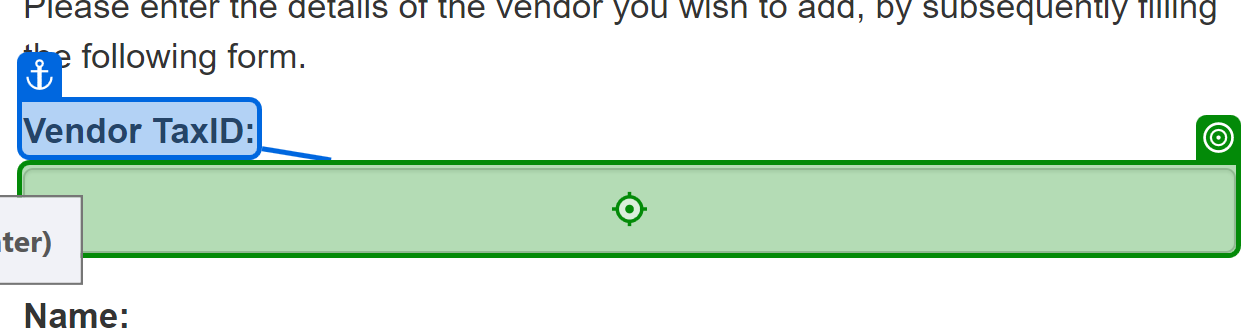 Please enter the details of the vendor you wish to add, by subsequently filling
the following form.
Vendor TaxID:
ter)
Name: